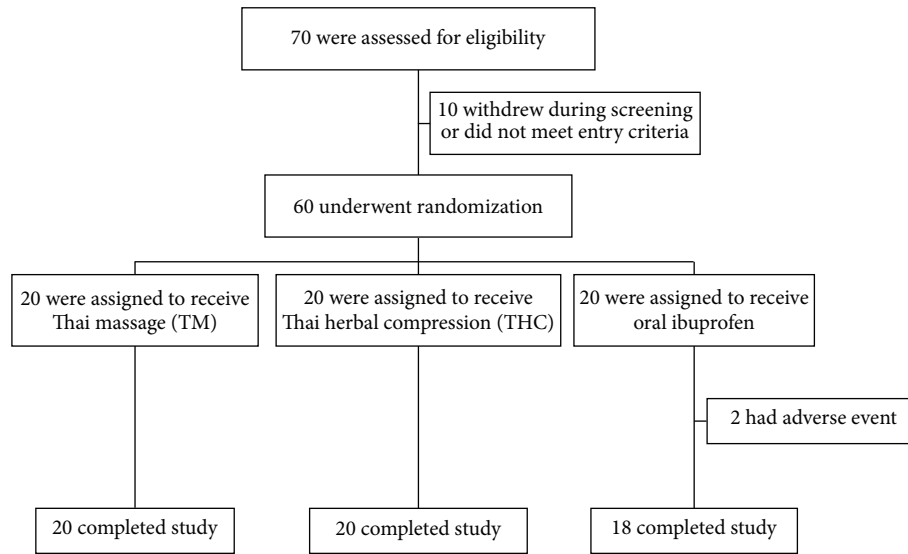 70 were assessed for eligibility
10 withdrew during screening
or did not meet entry criteria
60 underwent randomization
20 were assigned to receive
Thai massage (TM)
20 were assigned to receive
Thai herbal compression (THC)
20 were assigned to receive
oral ibuprofen
2 had adverse event
20 completed study
20 completed study
18 completed study